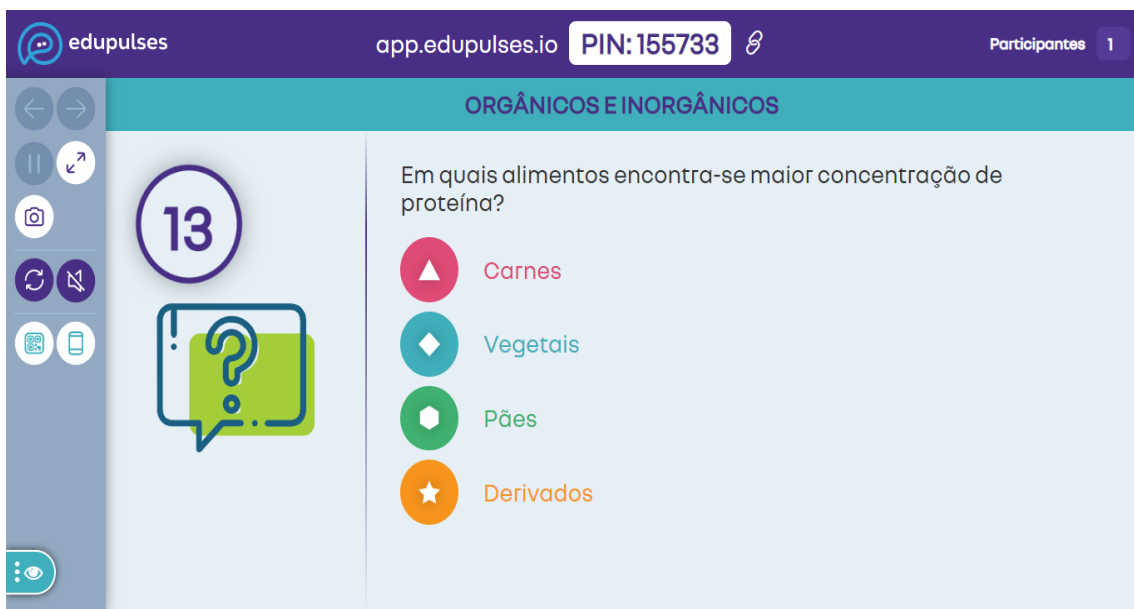 edupulses
app.edupulses.io PIN: 155733
Participantes 1
ORGÂNICOS E INORGÂNICOS
13
Em quais alimentos encontra-se maior concentração de
proteína?
Carnes
Vegetais
Pães
Derivados